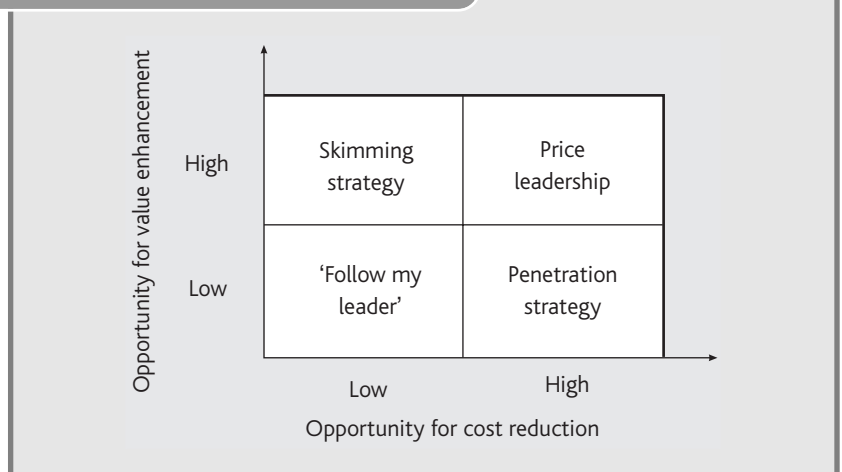 Opportunity for value enhancement
High
Skimming
strategy
Price
leadership
Low
‘Follow my
leader’
Penetration
strategy
Low
High
Opportunity for cost reduction